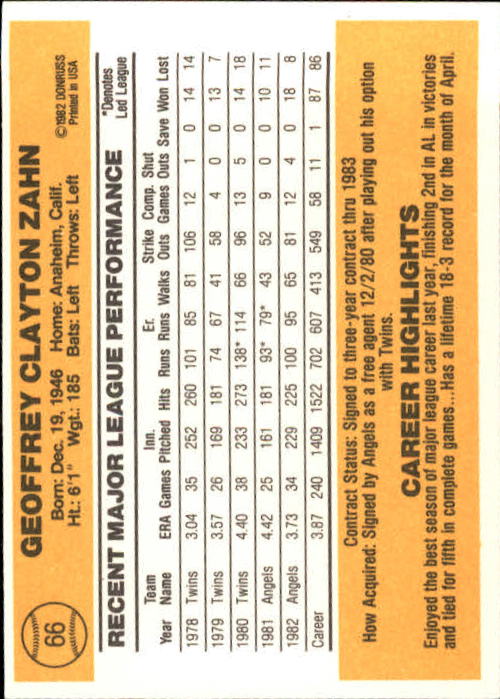 66
GEOFFREY CLAYTON ZAHN
Born: Dec. 19, 1946 Home: Anaheim, Calif.
Ht.: 6'1" Wgt.: 185 Bats: Left Throws: Left
©1982 DONRUSS
Printed in USA
RECENT MAJOR LEAGUE PERFORMANCE
*Denotes
Led League
Team Inn. Er. Strike Comp. Shut
Year Name ERA Games Pitched Hits Runs Runs Walks Outs Games Outs Save Won Lost
1978 Twins 3.04 35 252 260 101 85 81 106 12 1 0 14 14
1979 Twins 3.57 26 169 181 74 67 41 58 4 0 0 13 7
1980 Twins 4.40 38 233 273 138* 114 66 96 13 5 0 14 18
1981 Angels 4.42 25 161 181 93* 79* 43 52 9 0 0 10 11
1982 Angels 3.73 34 229 225 100 95 65 81 12 4 0 18 8
Career 3.87 240 1409 1522 702 607 413 549 58 11 1 87 86
Contract Status: Signed to three-year contract thru 1983
How Acquired: Signed by Angels as a free agent 12/2/80 after playing out his option
with Twins.
CAREER HIGHLIGHTS
Enjoyed the best season of major league career last year, finishing 2nd in AL in victories
and tied for fifth in complete games....Has a lifetime 18-3 record for the month of April.